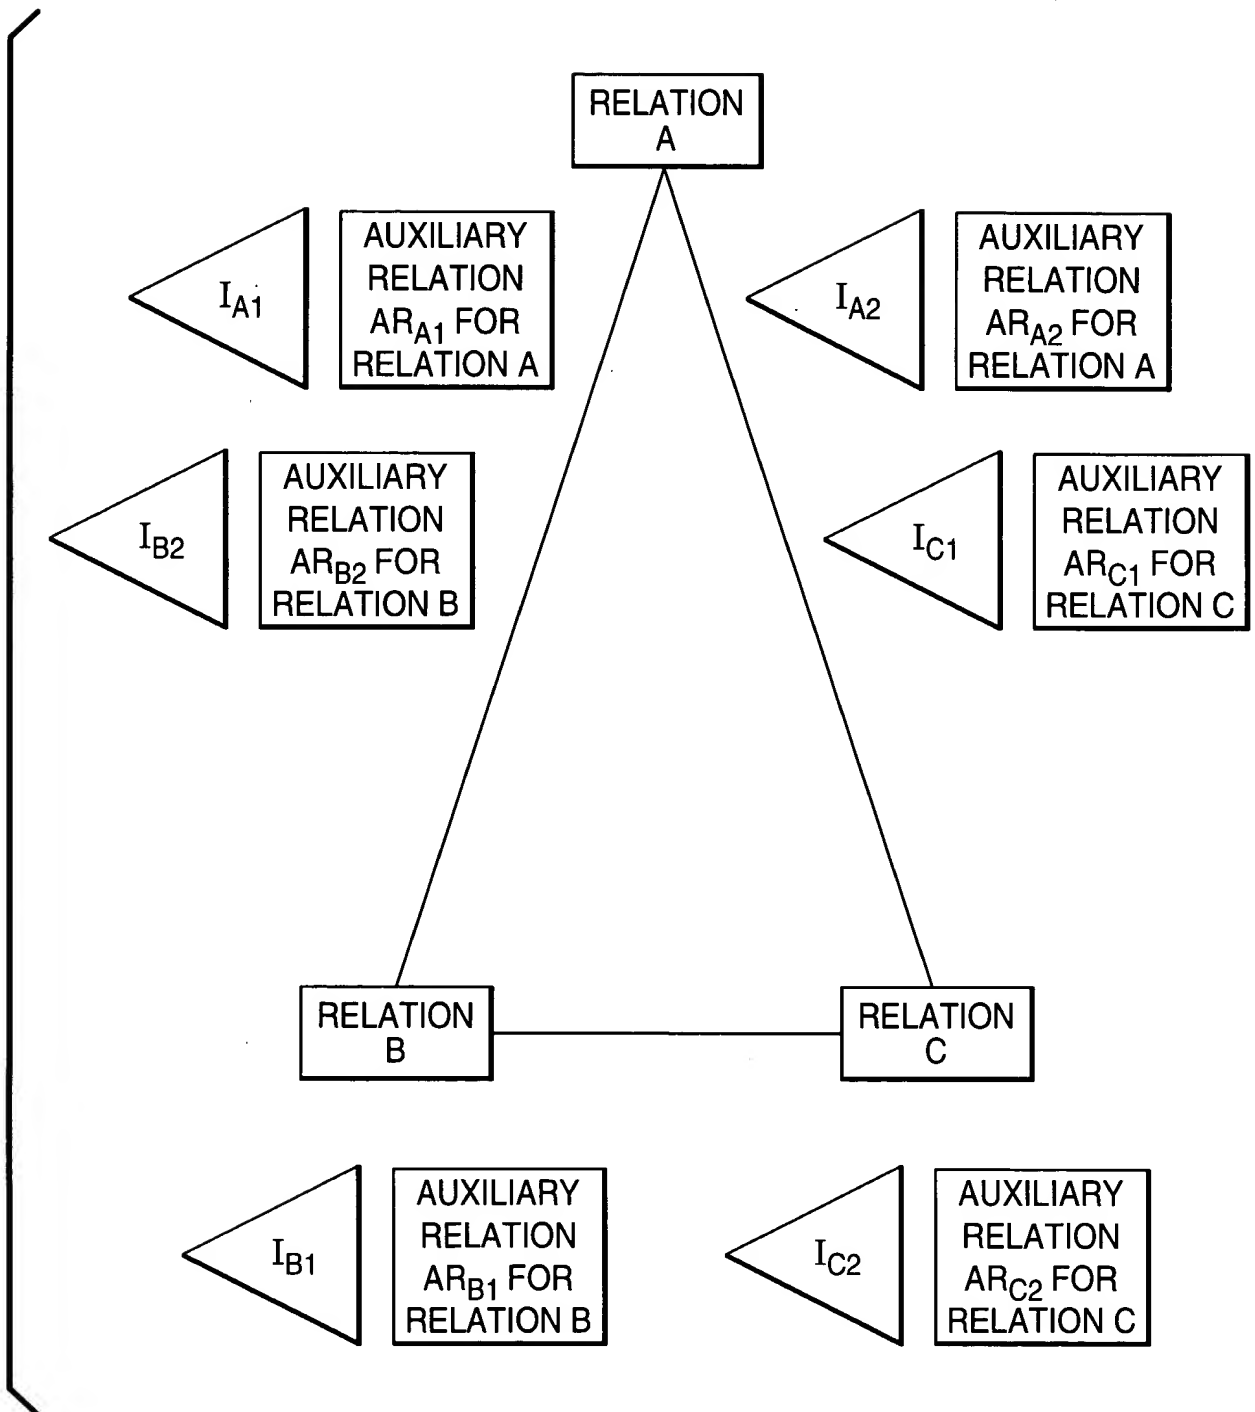 RELATION
A
I_A1
AUXILIARY
RELATION
AR_A1 FOR
RELATION A
I_A2
AUXILIARY
RELATION
AR_A2 FOR
RELATION A
I_B2
AUXILIARY
RELATION
AR_B2 FOR
RELATION B
I_C1
AUXILIARY
RELATION
AR_C1 FOR
RELATION C
RELATION
B
RELATION
C
I_B1
AUXILIARY
RELATION
AR_B1 FOR
RELATION B
I_C2
AUXILIARY
RELATION
AR_C2 FOR
RELATION C